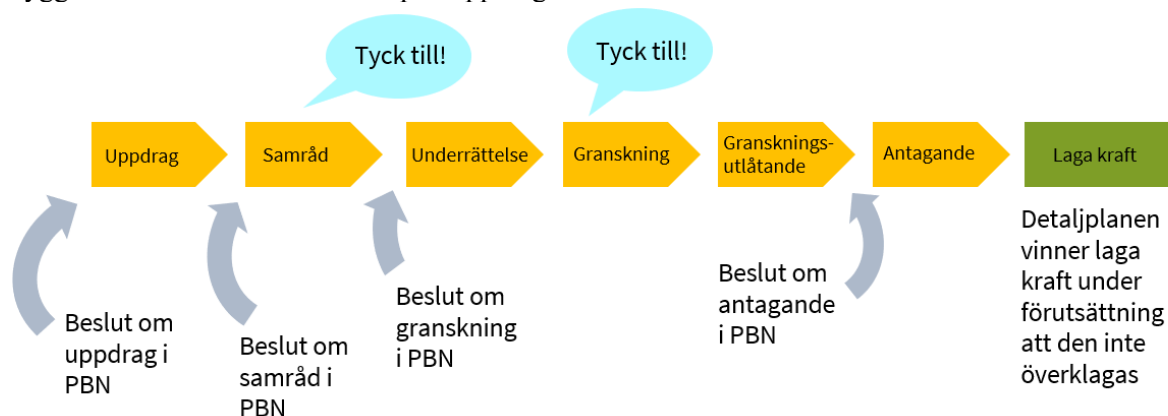 Tyck till!
Tyck till!
Uppdrag
Samråd
Underrättelse
Granskning
Gransknings-
utlåtande
Antagande
Laga kraft
Beslut om
uppdrag i
PBN
Beslut om
samråd i
PBN
Beslut om
granskning
i PBN
Beslut om
antagande
i PBN
Detaljplanen
vinner laga
kraft under
förutsättning
att den inte
överklagas